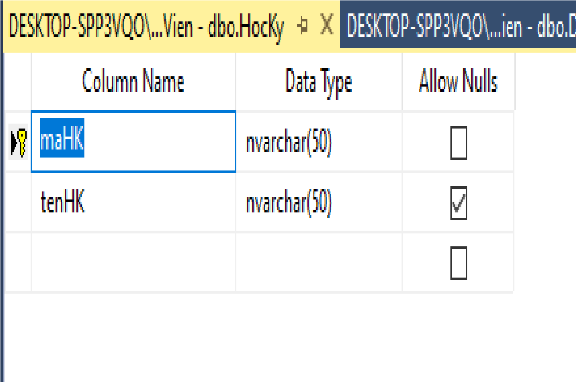 DESKTOP-SPP3VQO\...Vien - dbo.HocKy DESKTOP-SPP3VQO\...ien - dbo.D
Column Name Data Type Allow Nulls
maHK nvarchar(50)
tenHK nvarchar(50)